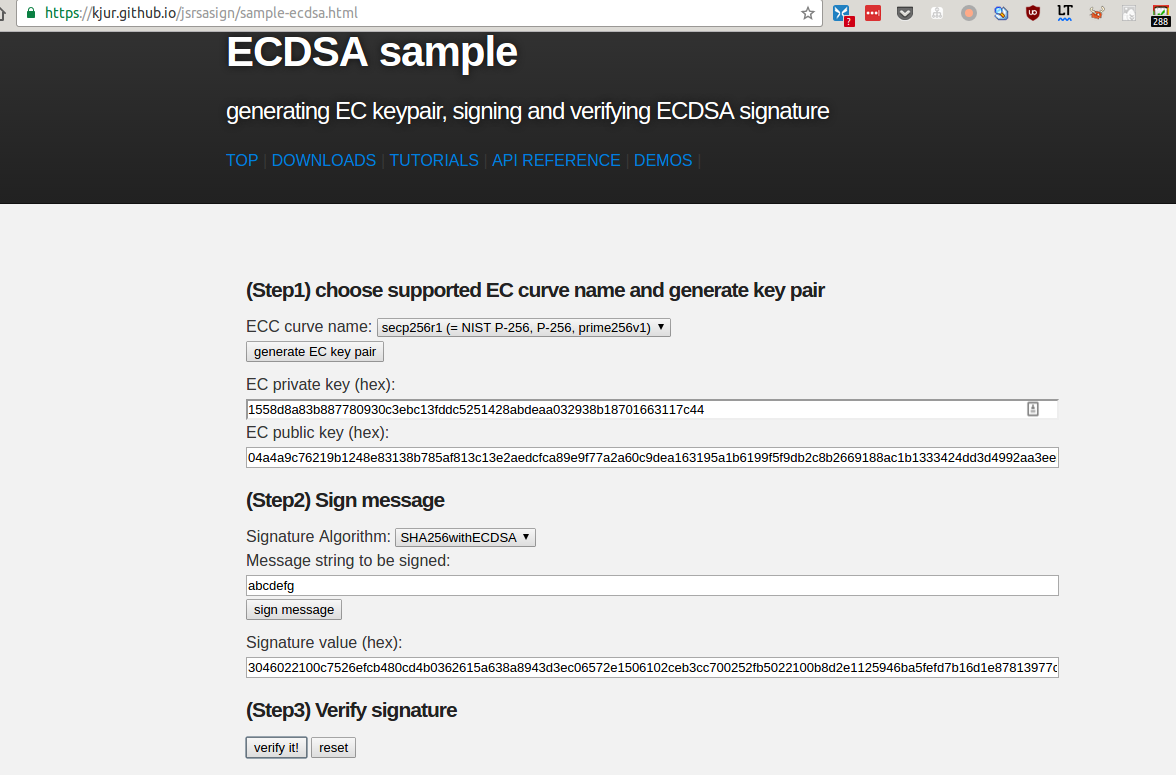 https://kjur.github.io/jsrsasign/sample-ecdsa.html
?
UD
LT
288
ECDSA sample
generating EC keypair, signing and verifying ECDSA signature
TOP | DOWNLOADS | TUTORIALS | API REFERENCE | DEMOS |
(Step1) choose supported EC curve name and generate key pair
ECC curve name: secp256r1 (= NIST P-256, P-256, prime256v1)
generate EC key pair
EC private key (hex):
1558d8a83b887780930c3ebc13fddc5251428abdeaa032938b18701663117c44
EC public key (hex):
04a4a9c76219b1248e83138b785af813c13e2aedcfca89e9f77a2a60c9dea163195a1b6199f5f9db2c8b2669188ac1b1333424dd3d4992aa3ee
(Step2) Sign message
Signature Algorithm: SHA256withECDSA
Message string to be signed:
abcdefg
sign message
Signature value (hex):
3046022100c7526efcb480cd4b0362615a638a8943d3ec06572e1506102ceb3cc700252fb5022100b8d2e1125946ba5fefd7b16d1e87813977c
(Step3) Verify signature
verify it! reset